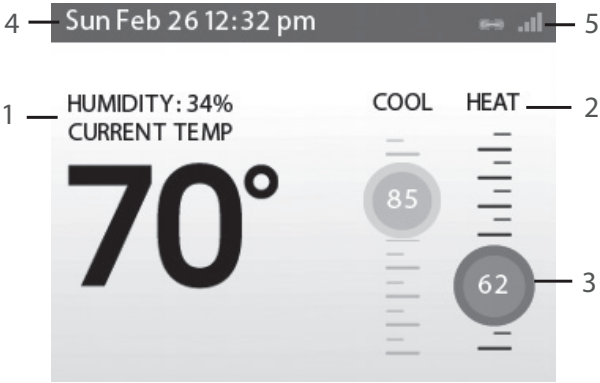 4
Sun Feb 26 12:32 pm
5
1
HUMIDITY: 34%
CURRENT TEMP
70°
COOL
HEAT
2
85
62
3